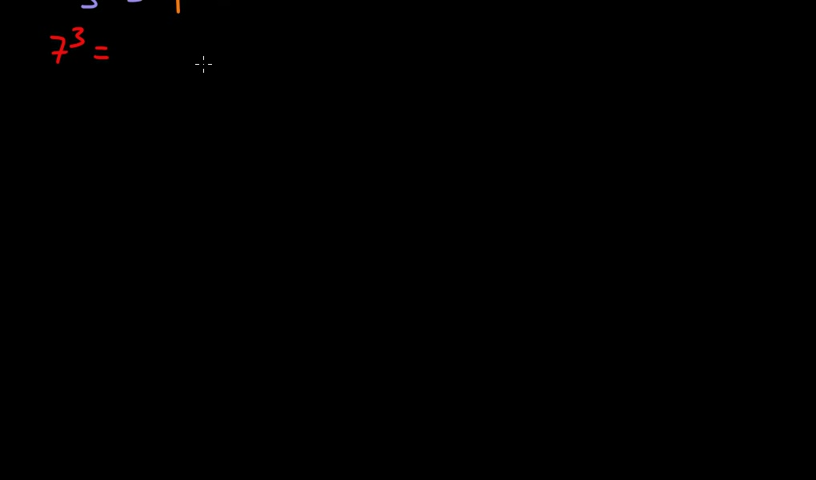 7³ =